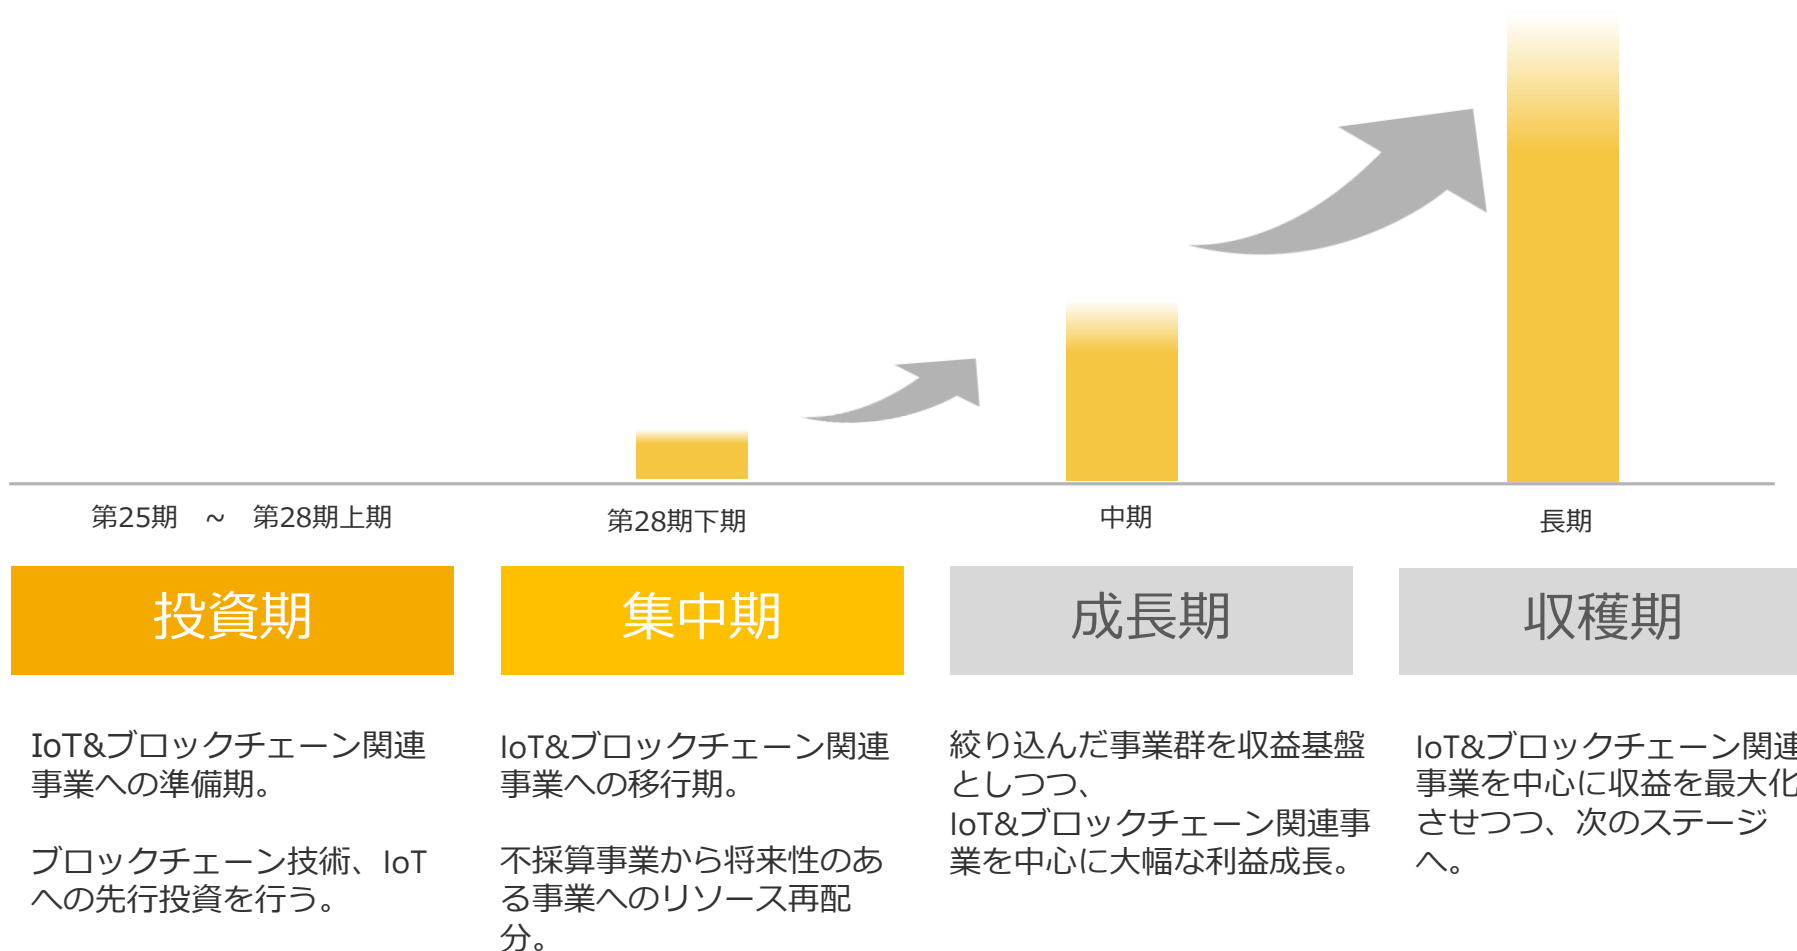 第25期　~　第28期上期
第28期下期
中期
長期
投資期
集中期
成長期
収穫期
IoT&ブロックチェーン関連
事業への準備期。
ブロックチェーン技術、IoT
への先行投資を行う。
IoT&ブロックチェーン関連
事業への移行期。
不採算事業から将来性のあ
る事業へのリソース再配
分。
絞り込んだ事業群を収益基盤
としつつ、
IoT&ブロックチェーン関連事
業を中心に大幅な利益成長。
IoT&ブロックチェーン関連
事業を中心に収益を最大化
させつつ、次のステージ
へ。